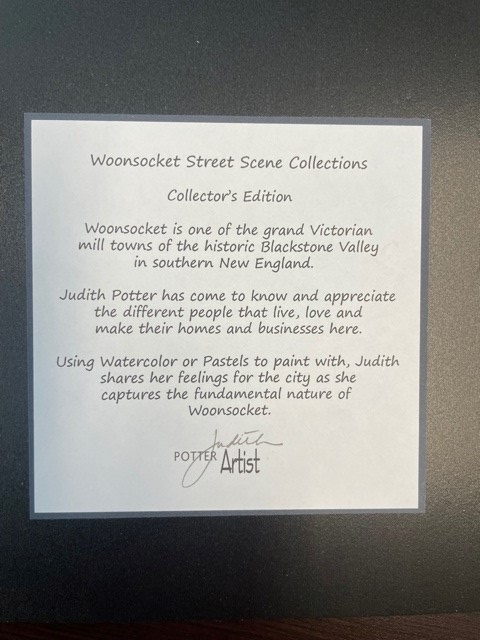 Woonsocket Street Scene Collections
Collector's Edition
Woonsocket is one of the grand Victorian
mill towns of the historic Blackstone Valley
in southern New England.
Judith Potter has come to know and appreciate
the different people that live, love and
make their homes and businesses here.
Using Watercolor or Pastels to paint with, Judith
shares her feelings for the city as she
captures the fundamental nature of
Woonsocket.
Judith
POTTER Artist